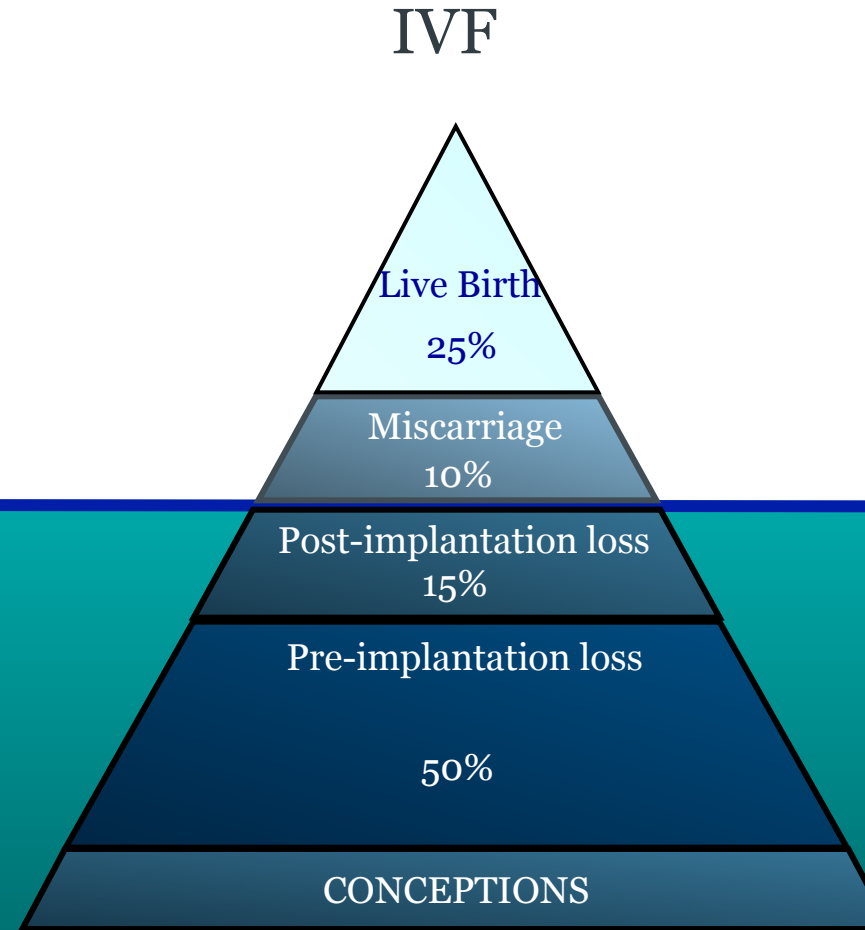 IVF
Live Birth
25%
Miscarriage
10%
Post-implantation loss
15%
Pre-implantation loss
50%
CONCEPTIONS